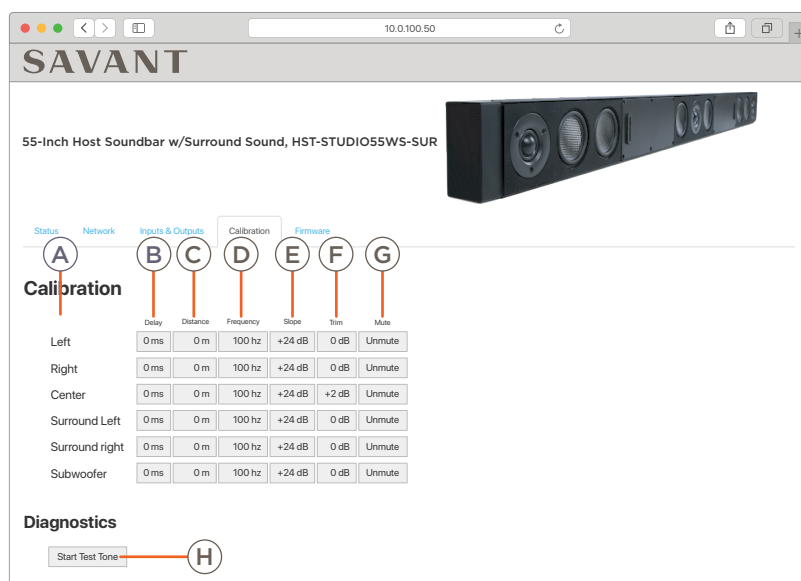 10.0.100.50
SAVANT
55-Inch Host Soundbar w/Surround Sound, HST-STUDIO55WS-SUR
Status Network Inputs & Outputs Calibration Firmware
A B C D E F G
Calibration
Delay Distance Frequency Slope Trim Mute
Left 0 ms 0 m 100 hz +24 dB 0 dB Unmute
Right 0 ms 0 m 100 hz +24 dB 0 dB Unmute
Center 0 ms 0 m 100 hz +24 dB +2 dB Unmute
Surround Left 0 ms 0 m 100 hz +24 dB 0 dB Unmute
Surround right 0 ms 0 m 100 hz +24 dB 0 dB Unmute
Subwoofer 0 ms 0 m 100 hz +24 dB 0 dB Unmute
Diagnostics
Start Test Tone H